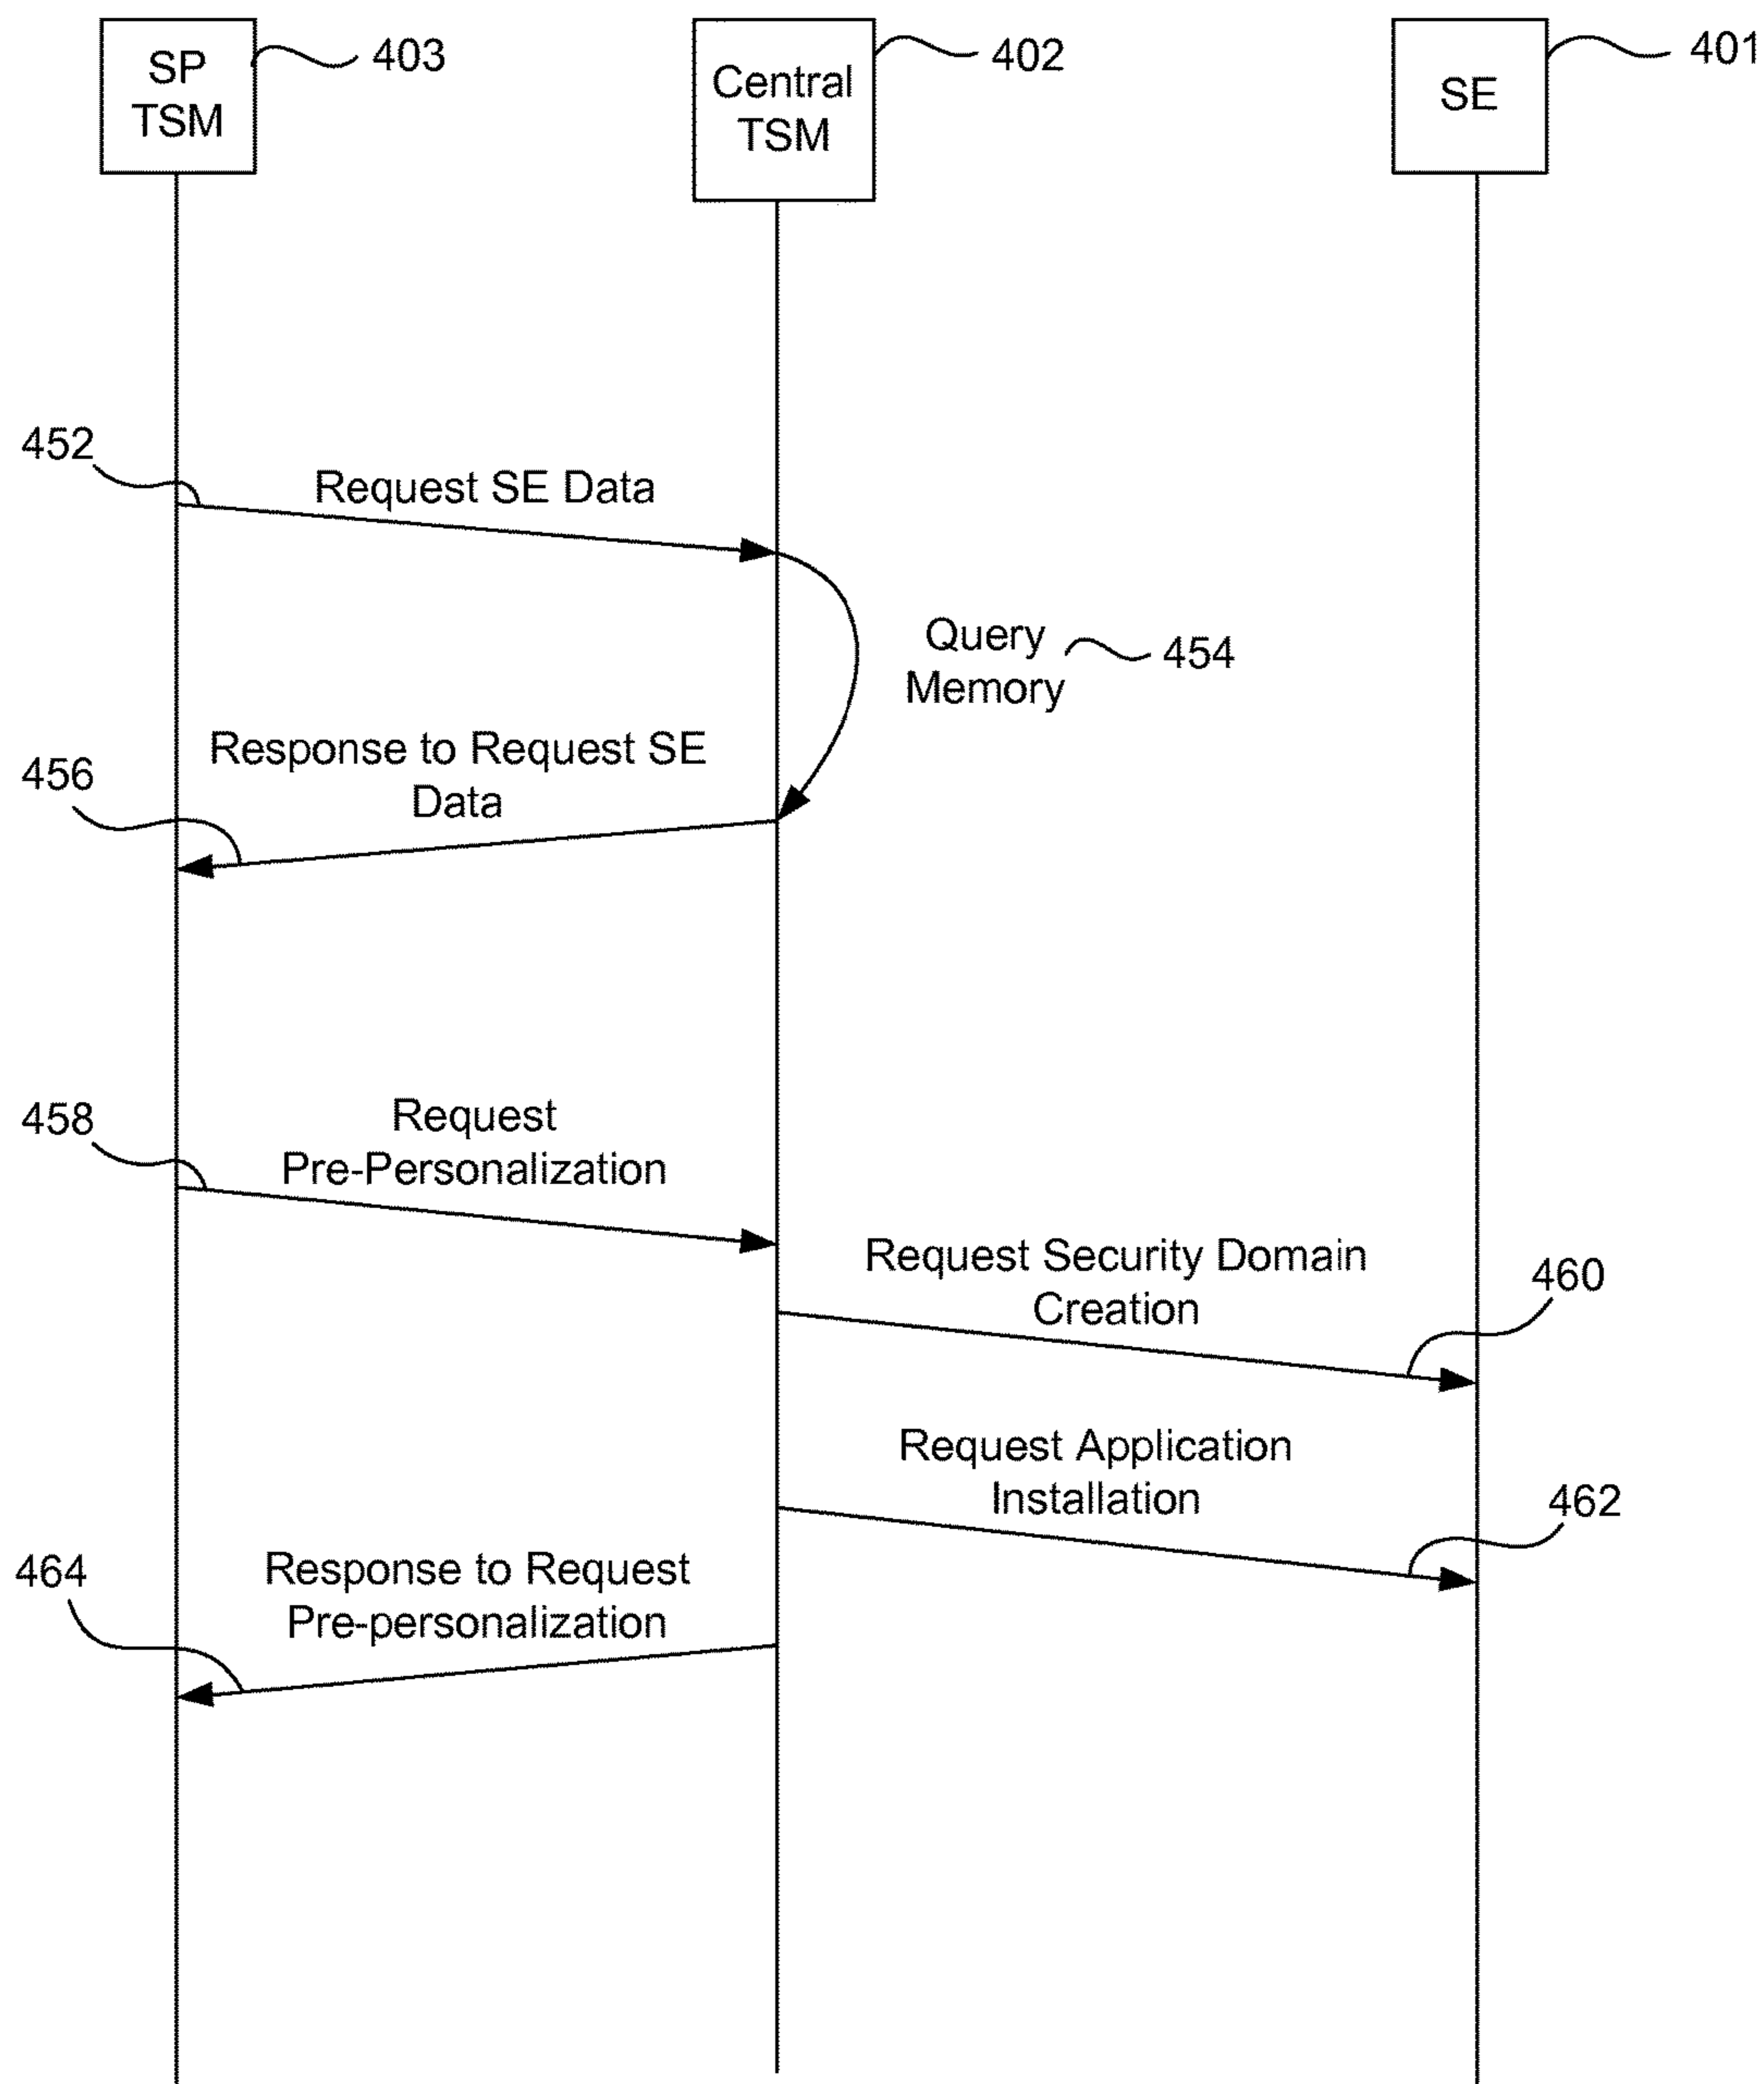 SP
TSM
403
Central
TSM
402
SE
401
452
Request SE Data
Query
Memory
454
Response to Request SE
Data
456
458
Request
Pre-Personalization
Request Security Domain
Creation
460
Request Application
Installation
462
464
Response to Request
Pre-personalization